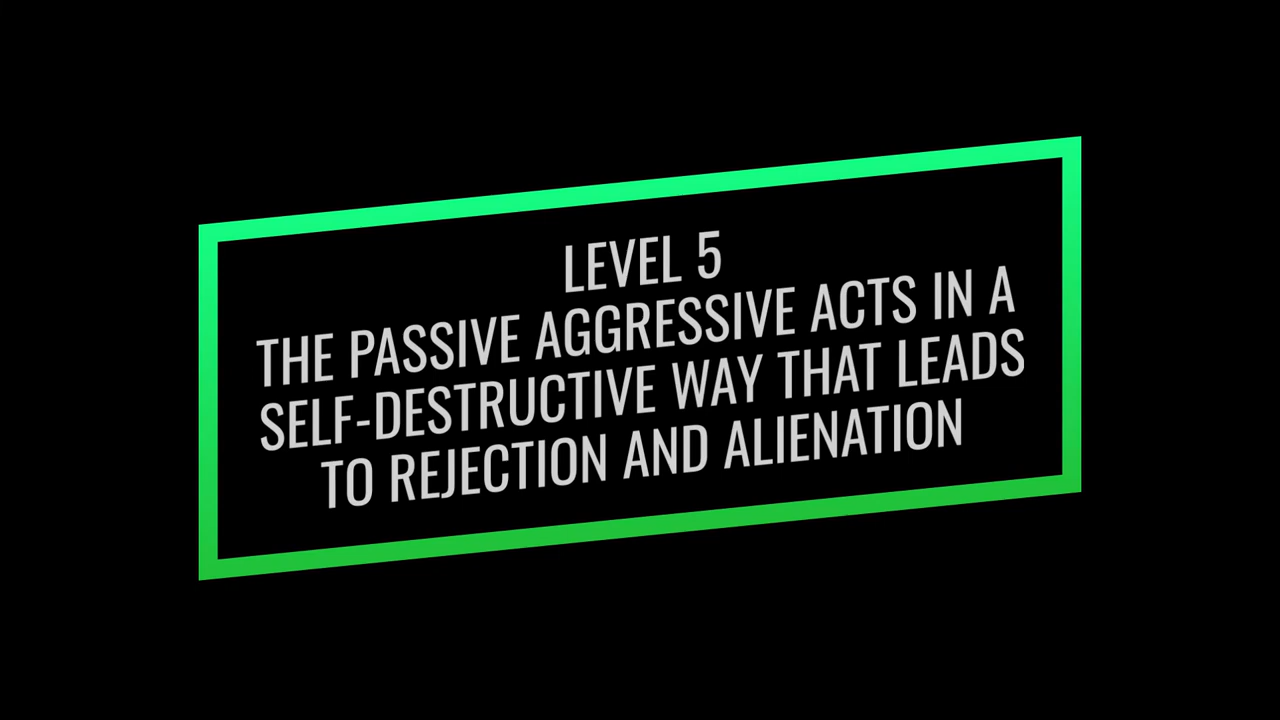 LEVEL 5
THE PASSIVE AGGRESSIVE ACTS IN A
SELF-DESTRUCTIVE WAY THAT LEADS
TO REJECTION AND ALIENATION